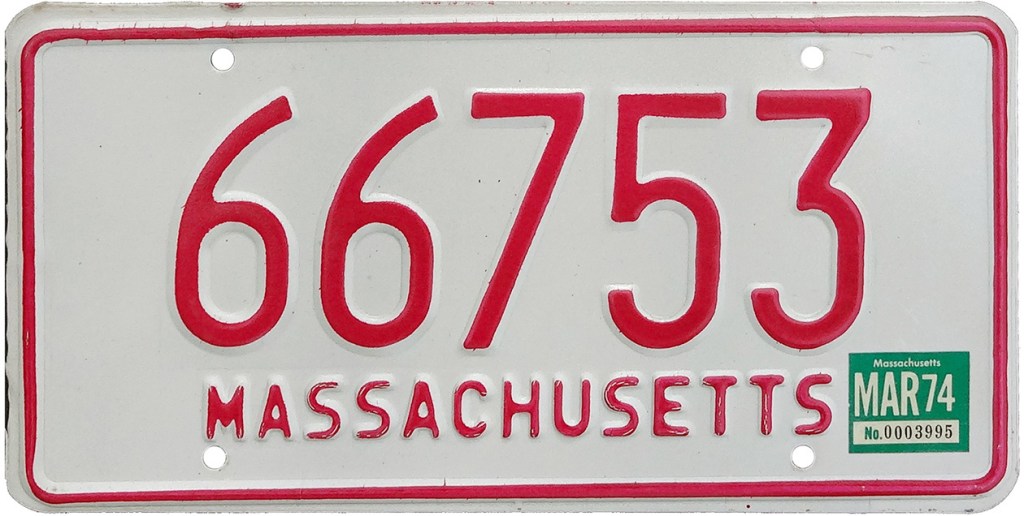 66753
MASSACHUSETTS
Massachusetts
MAR74
No.0003995